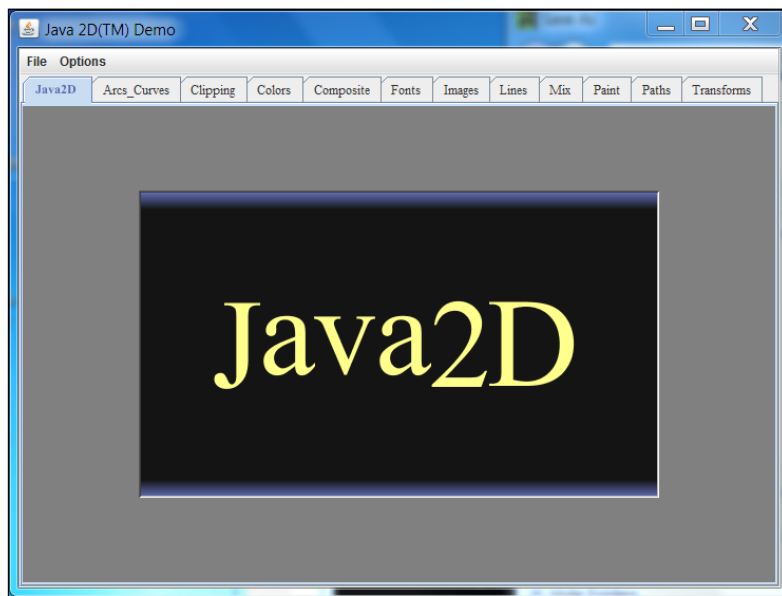 Java 2D(TM) Demo
File Options
Java2D Arcs_Curves Clipping Colors Composite Fonts Images Lines Mix Paint Paths Transforms
Java2D